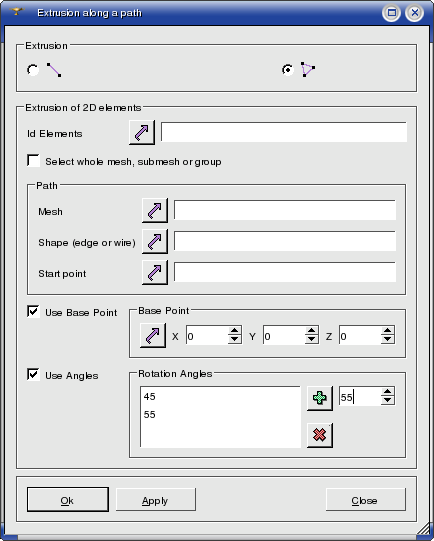 Extrusion along a path
Extrusion
Extrusion of 2D elements
Id Elements
Select whole mesh, submesh or group
Path
Mesh
Shape (edge or wire)
Start point
Use Base Point
Base Point
X 0 Y 0 Z 0
Use Angles
Rotation Angles
45
55
55
Ok Apply Close